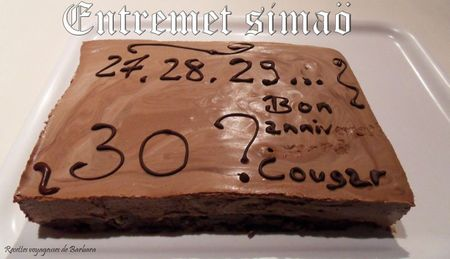 Entremet simaö
27.28.29...
Bon
anniversaire
30 ?
Cougar
Recettes voyageuses de Barbara